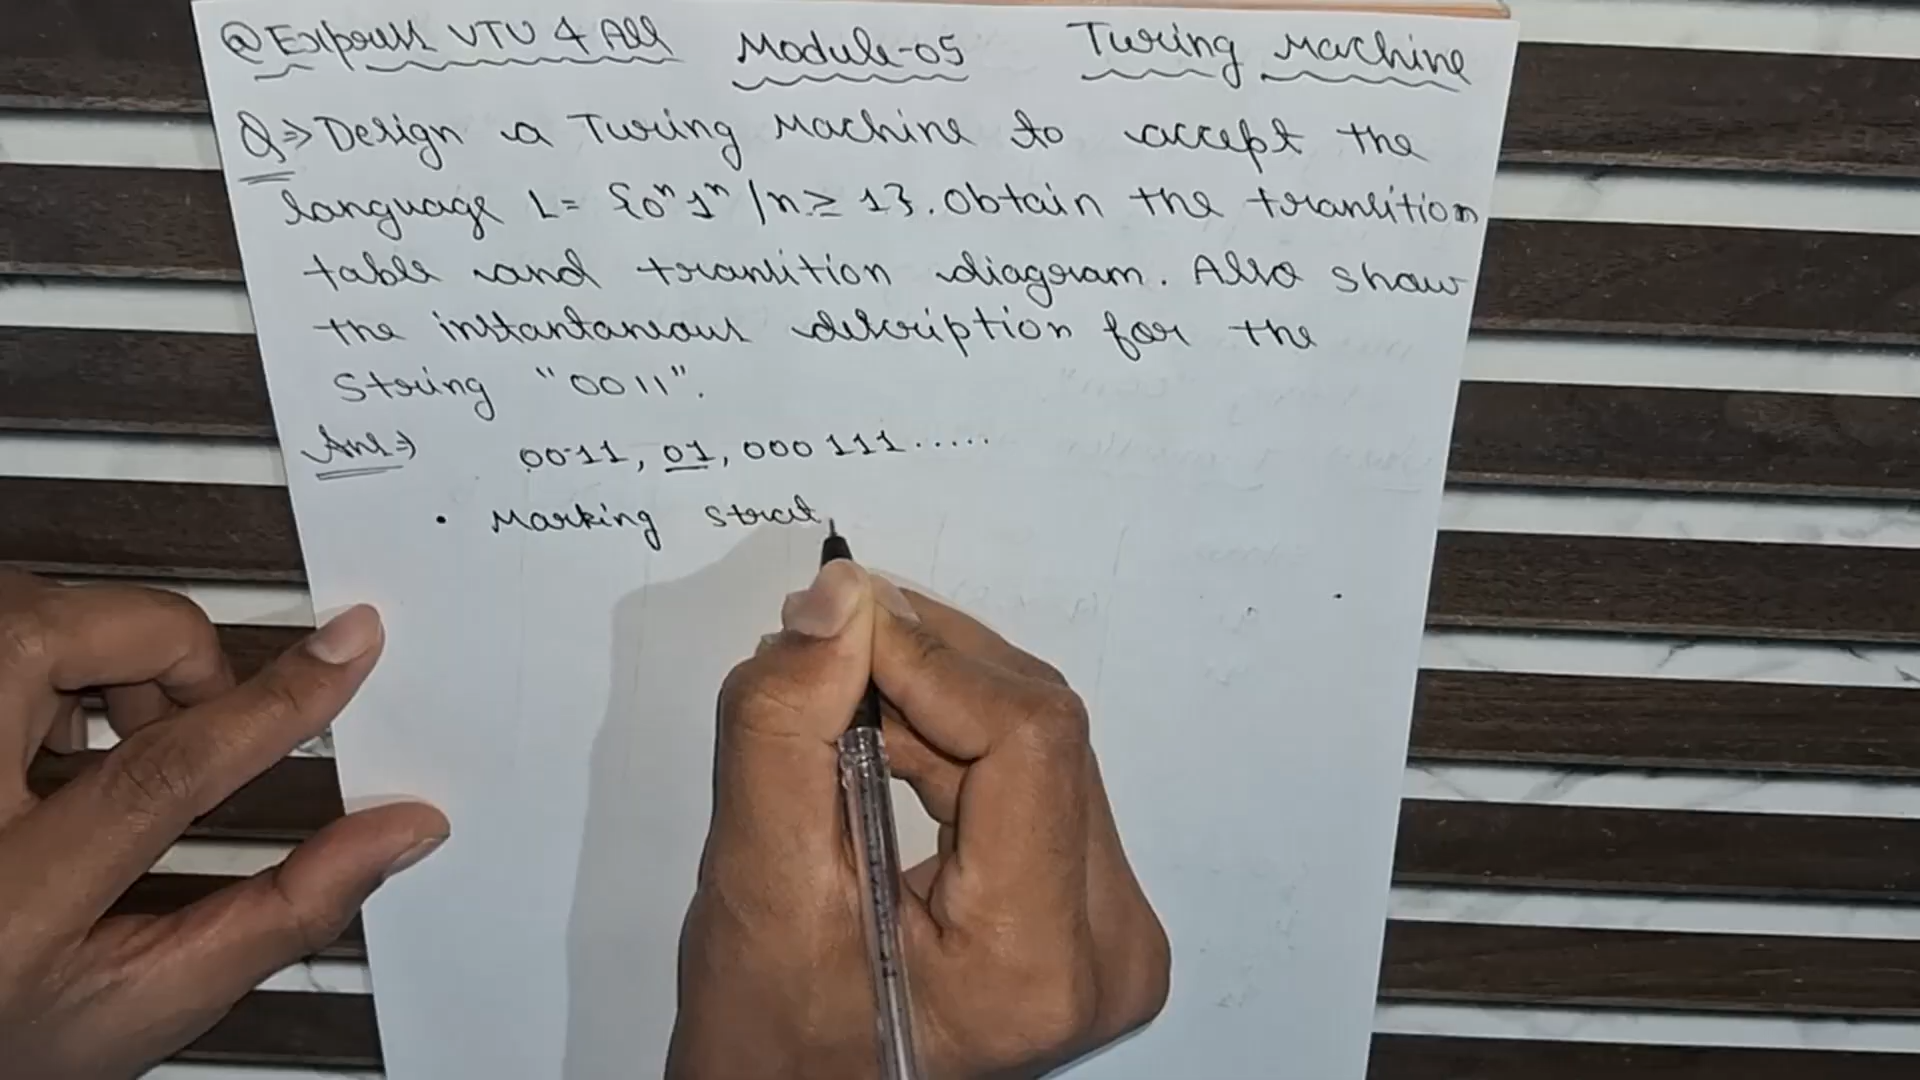 @Express VTU 4 All Module-05 Turing Machine
Q⇒ Design a Turing Machine to accept the
language L= {0ⁿ1ⁿ/n≥1}. Obtain the transition
table and transition diagram. Also show
the instantaneous description for the
string "0011".
Ans⇒ 0011, 01, 000111.....
• Marking strat